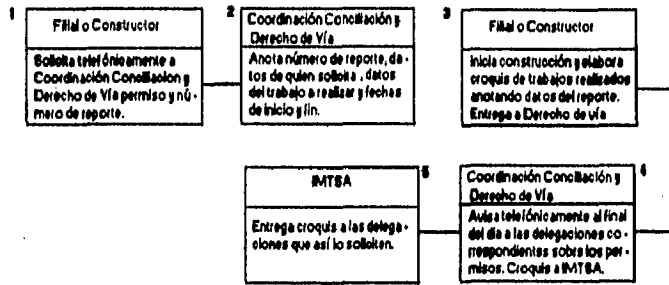 1
Filial o Constructor
Solicita telefónicamente a
Coordinación Conciliacion y
Derecho de Vía permiso y nú-
mero de reporte.
2
Coordinación Conciliación y
Derecho de Vía
Anota número de reporte, da-
tos de quien solicita , datos
del trabajo a realizar y fechas
de inicio y fin.
3
Filial o Constructor
Inicia construcción y elabora
croquis de trabajos realisados
anotando datos del reporte.
Entrega a Derecho de vía
4
Coordinación Conciliación y
Derecho de Vía
Avisa telefónicamente al final
del día a las delegaciones co-
rrespondientes sobre los per-
misos. Croquis a IMTSA.
5
IMTSA
Entrega croquis a las delega-
ciones que así lo soliciten.